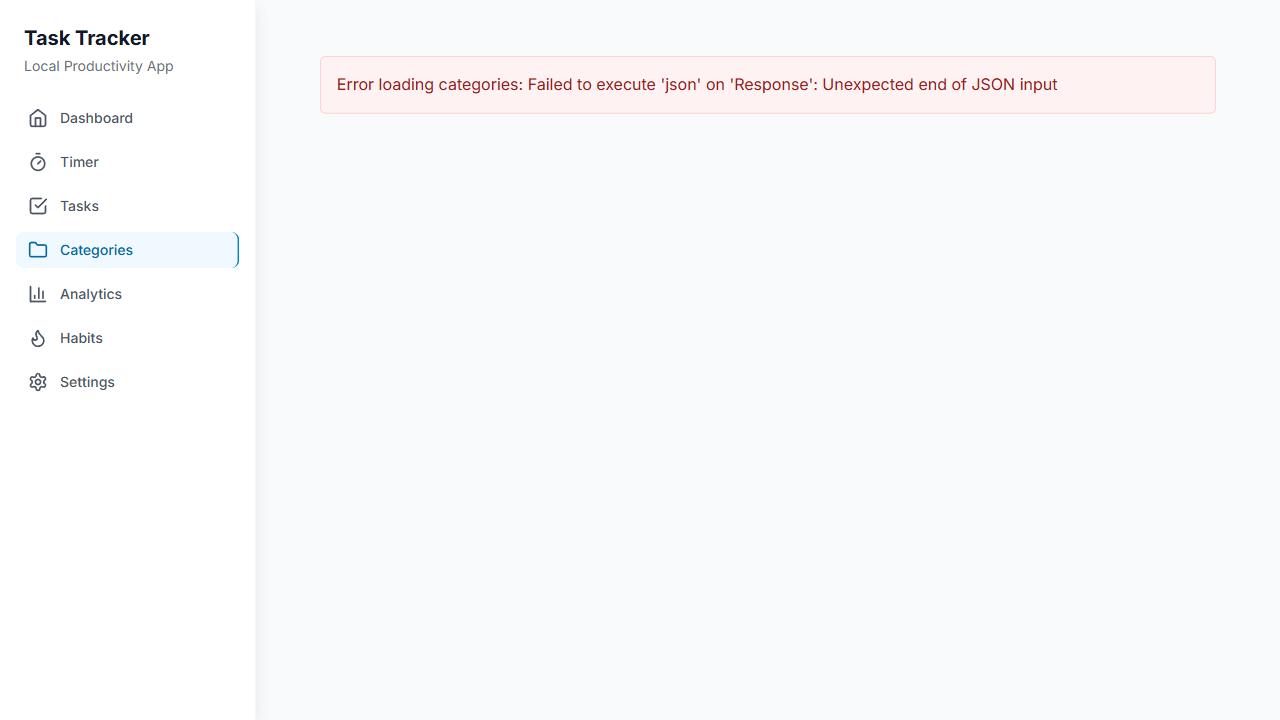 Task Tracker
Local Productivity App
Dashboard
Timer
Tasks
Categories
Analytics
Habits
Settings
Error loading categories: Failed to execute 'json' on 'Response': Unexpected end of JSON input